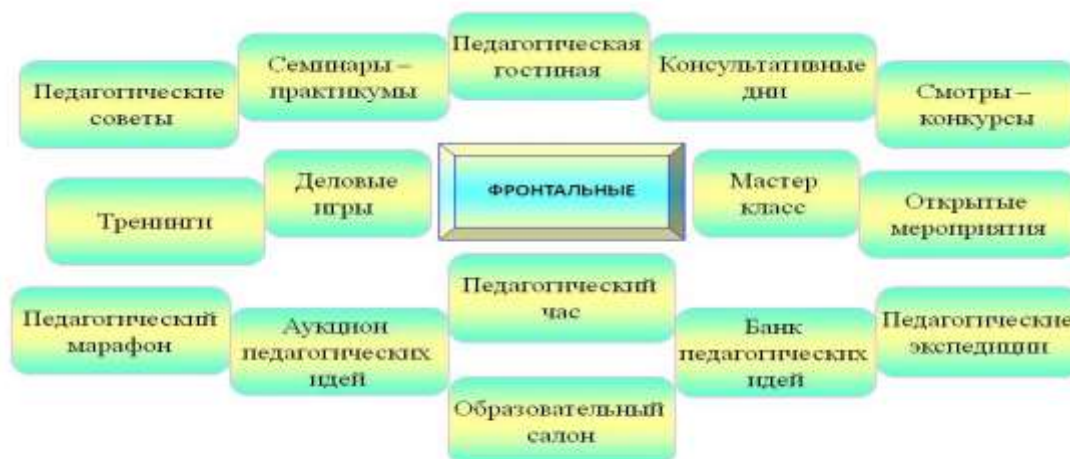 Педагогические
советы
Семинары –
практикумы
Педагогическая
гостиная
Консультативные
дни
Смотры –
конкурсы
Тренинги
Деловые
игры
ФРОНТАЛЬНЫЕ
Мастер
класс
Открытые
мероприятия
Педагогический
марафон
Аукцион
педагогических
идей
Педагогический
час
Банк
педагогических
идей
Педагогические
экспедиции
Образовательный
салон